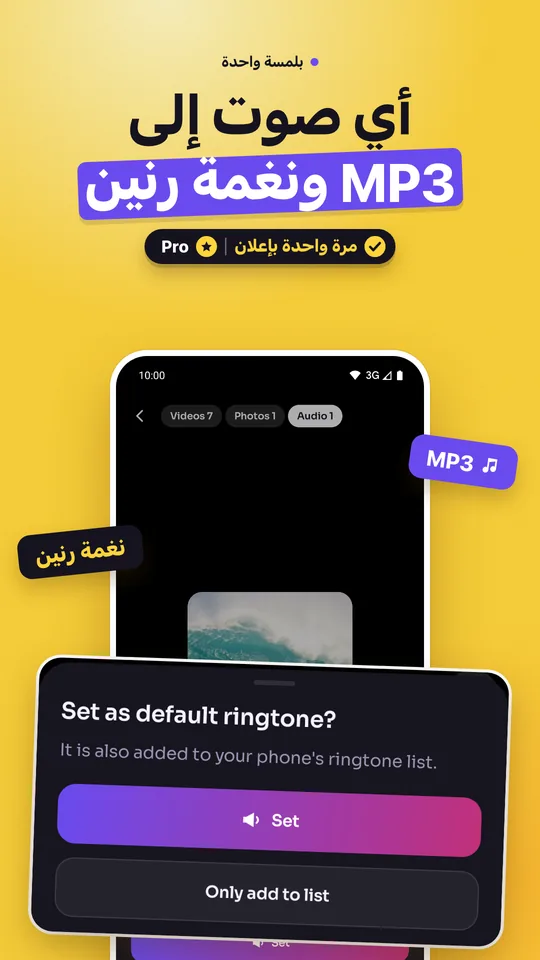 بلمسة واحدة
أي صوت إلى
MP3 ونغمة رنين
مرة واحدة بإعلان | Pro
10:00
3G
Videos 7
Photos 1
Audio 1
MP3
نغمة رنين
Set as default ringtone?
It is also added to your phone's ringtone list.
Set
Only add to list
Set